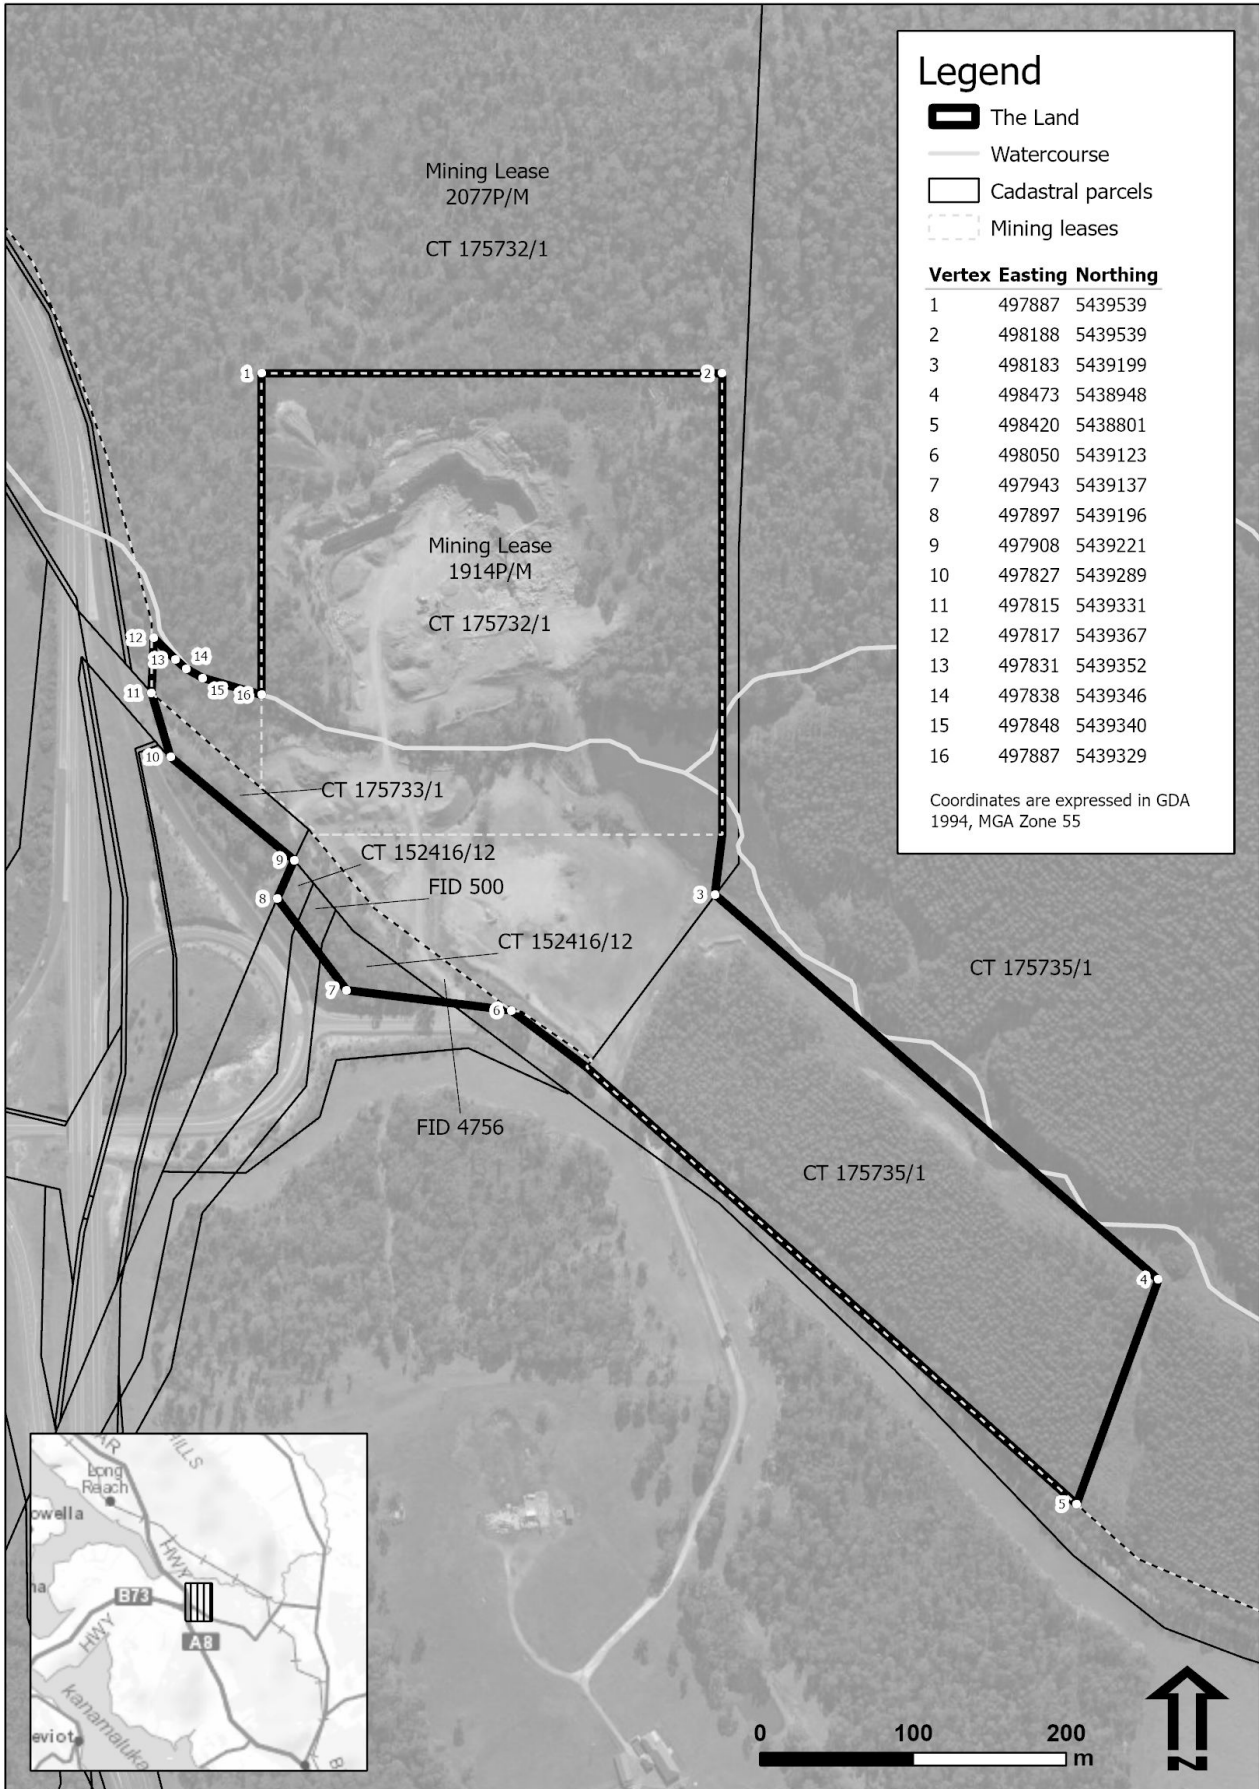 Mining Lease
2077P/M
CT 175732/1
Legend
The Land
Watercourse
Cadastral parcels
Mining leases
Vertex Easting Northing
1 497887 5439539
2 498188 5439539
3 498183 5439199
4 498473 5438948
5 498420 5438801
6 498050 5439123
7 497943 5439137
8 497897 5439196
9 497908 5439221
10 497827 5439289
11 497815 5439331
12 497817 5439367
13 497831 5439352
14 497838 5439346
15 497848 5439340
16 497887 5439329
Coordinates are expressed in GDA
1994, MGA Zone 55
1
2
Mining Lease
1914P/M
CT 175732/1
12
13
14
15
16
11
10
CT 175733/1
9
CT 152416/12
8
FID 500
3
CT 152416/12
CT 175735/1
7
6
FID 4756
CT 175735/1
4
5
AR
HILLS
Long
Reach
owella
HWY
na
B73
HWY
A8
kanamaluka
eviot
B
0 100 200
m
N